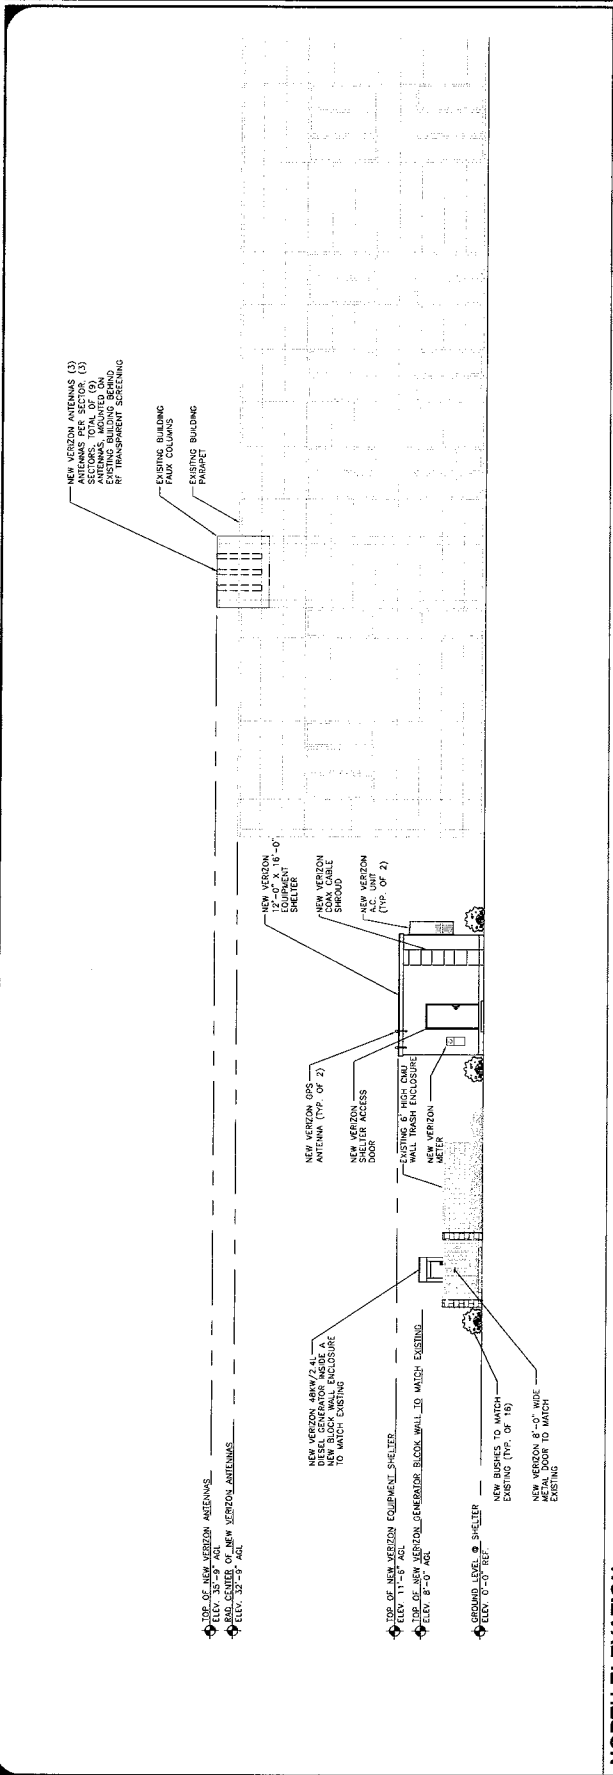 NEW VERIZON ANTENNAS (3)
ANTENNAS PER SECTOR, (3)
SECTORS, TOTAL OF (9)
ANTENNAS, MOUNTED ON
EXISTING BUILDING BEHIND
RF TRANSPARENT SCREENING
EXISITNG BUILDING
FAUX COLUMNS
EXISITNG BUILDING
PARAPET
NEW VERIZON
12'-0" X 16'-0"
EQUIPMENT
SHELTER
NEW VERIZON
COAX CABLE
SHROUD
NEW VERIZON
A.C. UNIT
(TYP. OF 2)
NEW VERIZON GPS
ANTENNA (TYP. OF 2)
NEW VERIZON
SHELTER ACCESS
DOOR
EXISTING 6' HIGH CMU
WALL TRASH ENCLOSURE
NEW VERIZON
METER
NEW VERIZON 48KW/2.4L
DIESEL GENERATOR INSIDE A
NEW BLOCK WALL ENCLOSURE
TO MATCH EXISTING
NEW BUSHES TO MATCH
EXISTING (TYP. OF 16)
NEW VERIZON 8'-0" WIDE
METAL DOOR TO MATCH
EXISTING
TOP OF NEW VERIZON ANTENNAS
ELEV. 35'-9" AGL
RAD CENTER OF NEW VERIZON ANTENNAS
ELEV. 32'-9" AGL
TOP OF NEW VERIZON EQUIPMENT SHELTER
ELEV. 11'-6" AGL
TOP OF NEW VERIZON GENERATOR BLCOK WALL TO MATCH EXISTING
ELEV. 8'-0" AGL
GROUND LEVEL @ SHELTER
ELEV. 0'-0" REF.
NORTH ELEVATION